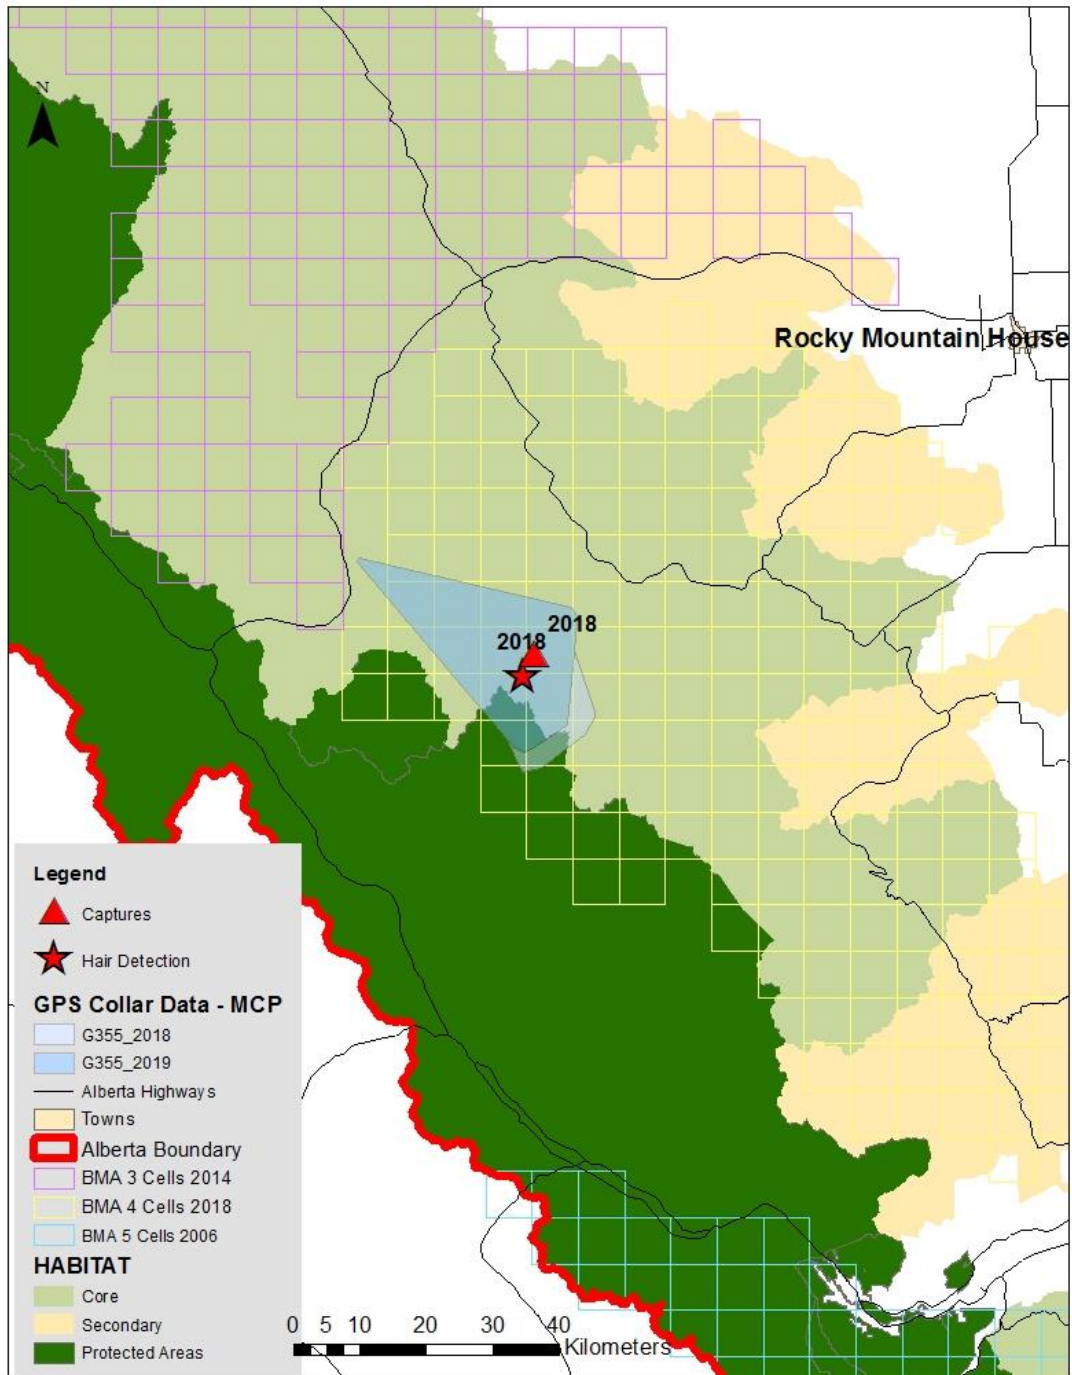 N
Rocky Mountain House
2018
2018
Legend
Captures
Hair Detection
GPS Collar Data - MCP
G355_2018
G355_2019
Alberta Highways
Towns
Alberta Boundary
BMA 3 Cells 2014
BMA 4 Cells 2018
BMA 5 Cells 2006
HABITAT
Core
Secondary
Protected Areas
0 5 10 20 30 40
Kilometers